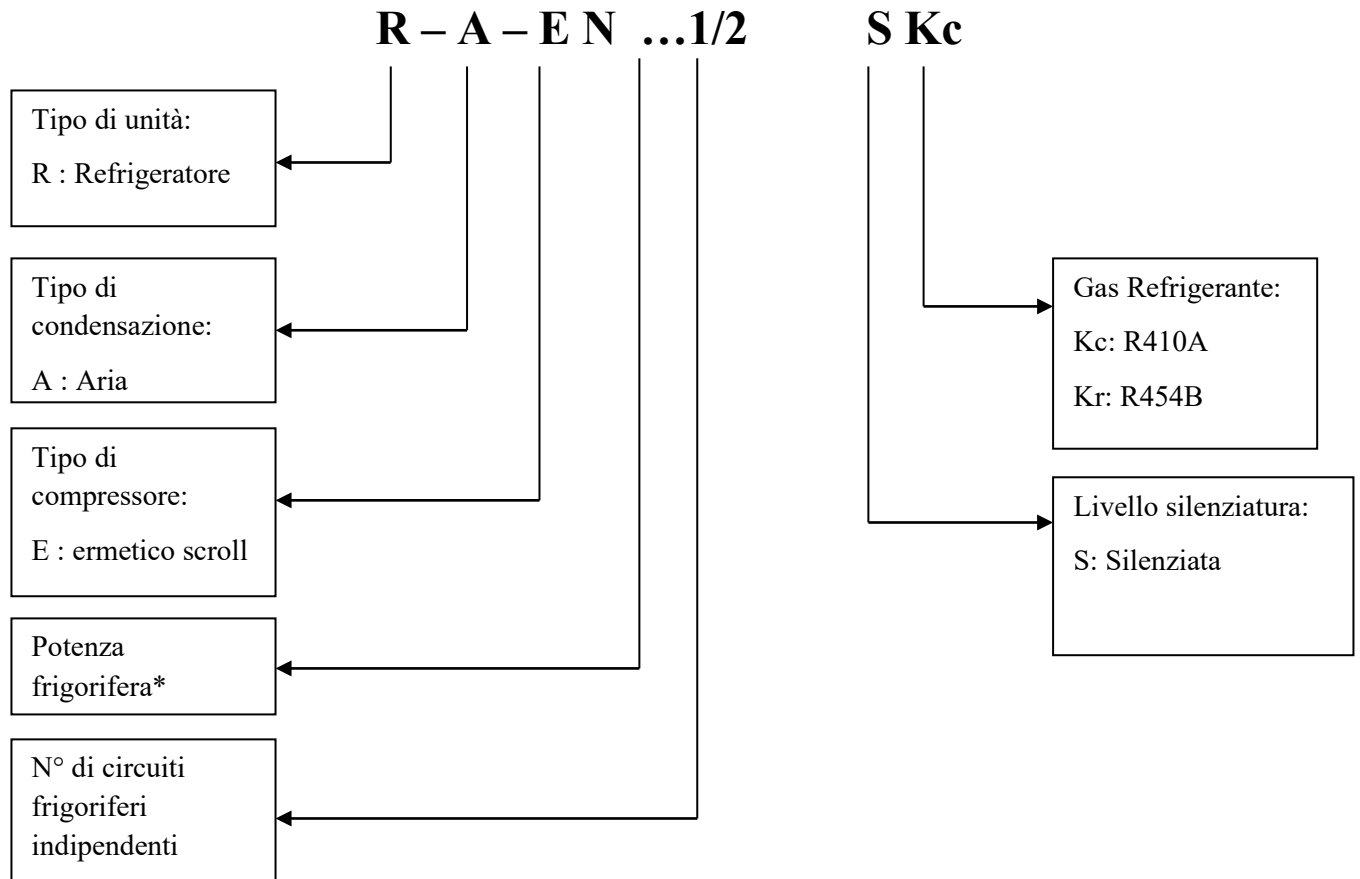 R – A – E N …1/2 S Kc
Tipo di unità:
R : Refrigeratore
Tipo di
condensazione:
A : Aria
Tipo di
compressore:
E : ermetico scroll
Potenza
frigorifera*
N° di circuiti
frigoriferi
indipendenti
Gas Refrigerante:
Kc: R410A
Kr: R454B
Livello silenziatura:
S: Silenziata